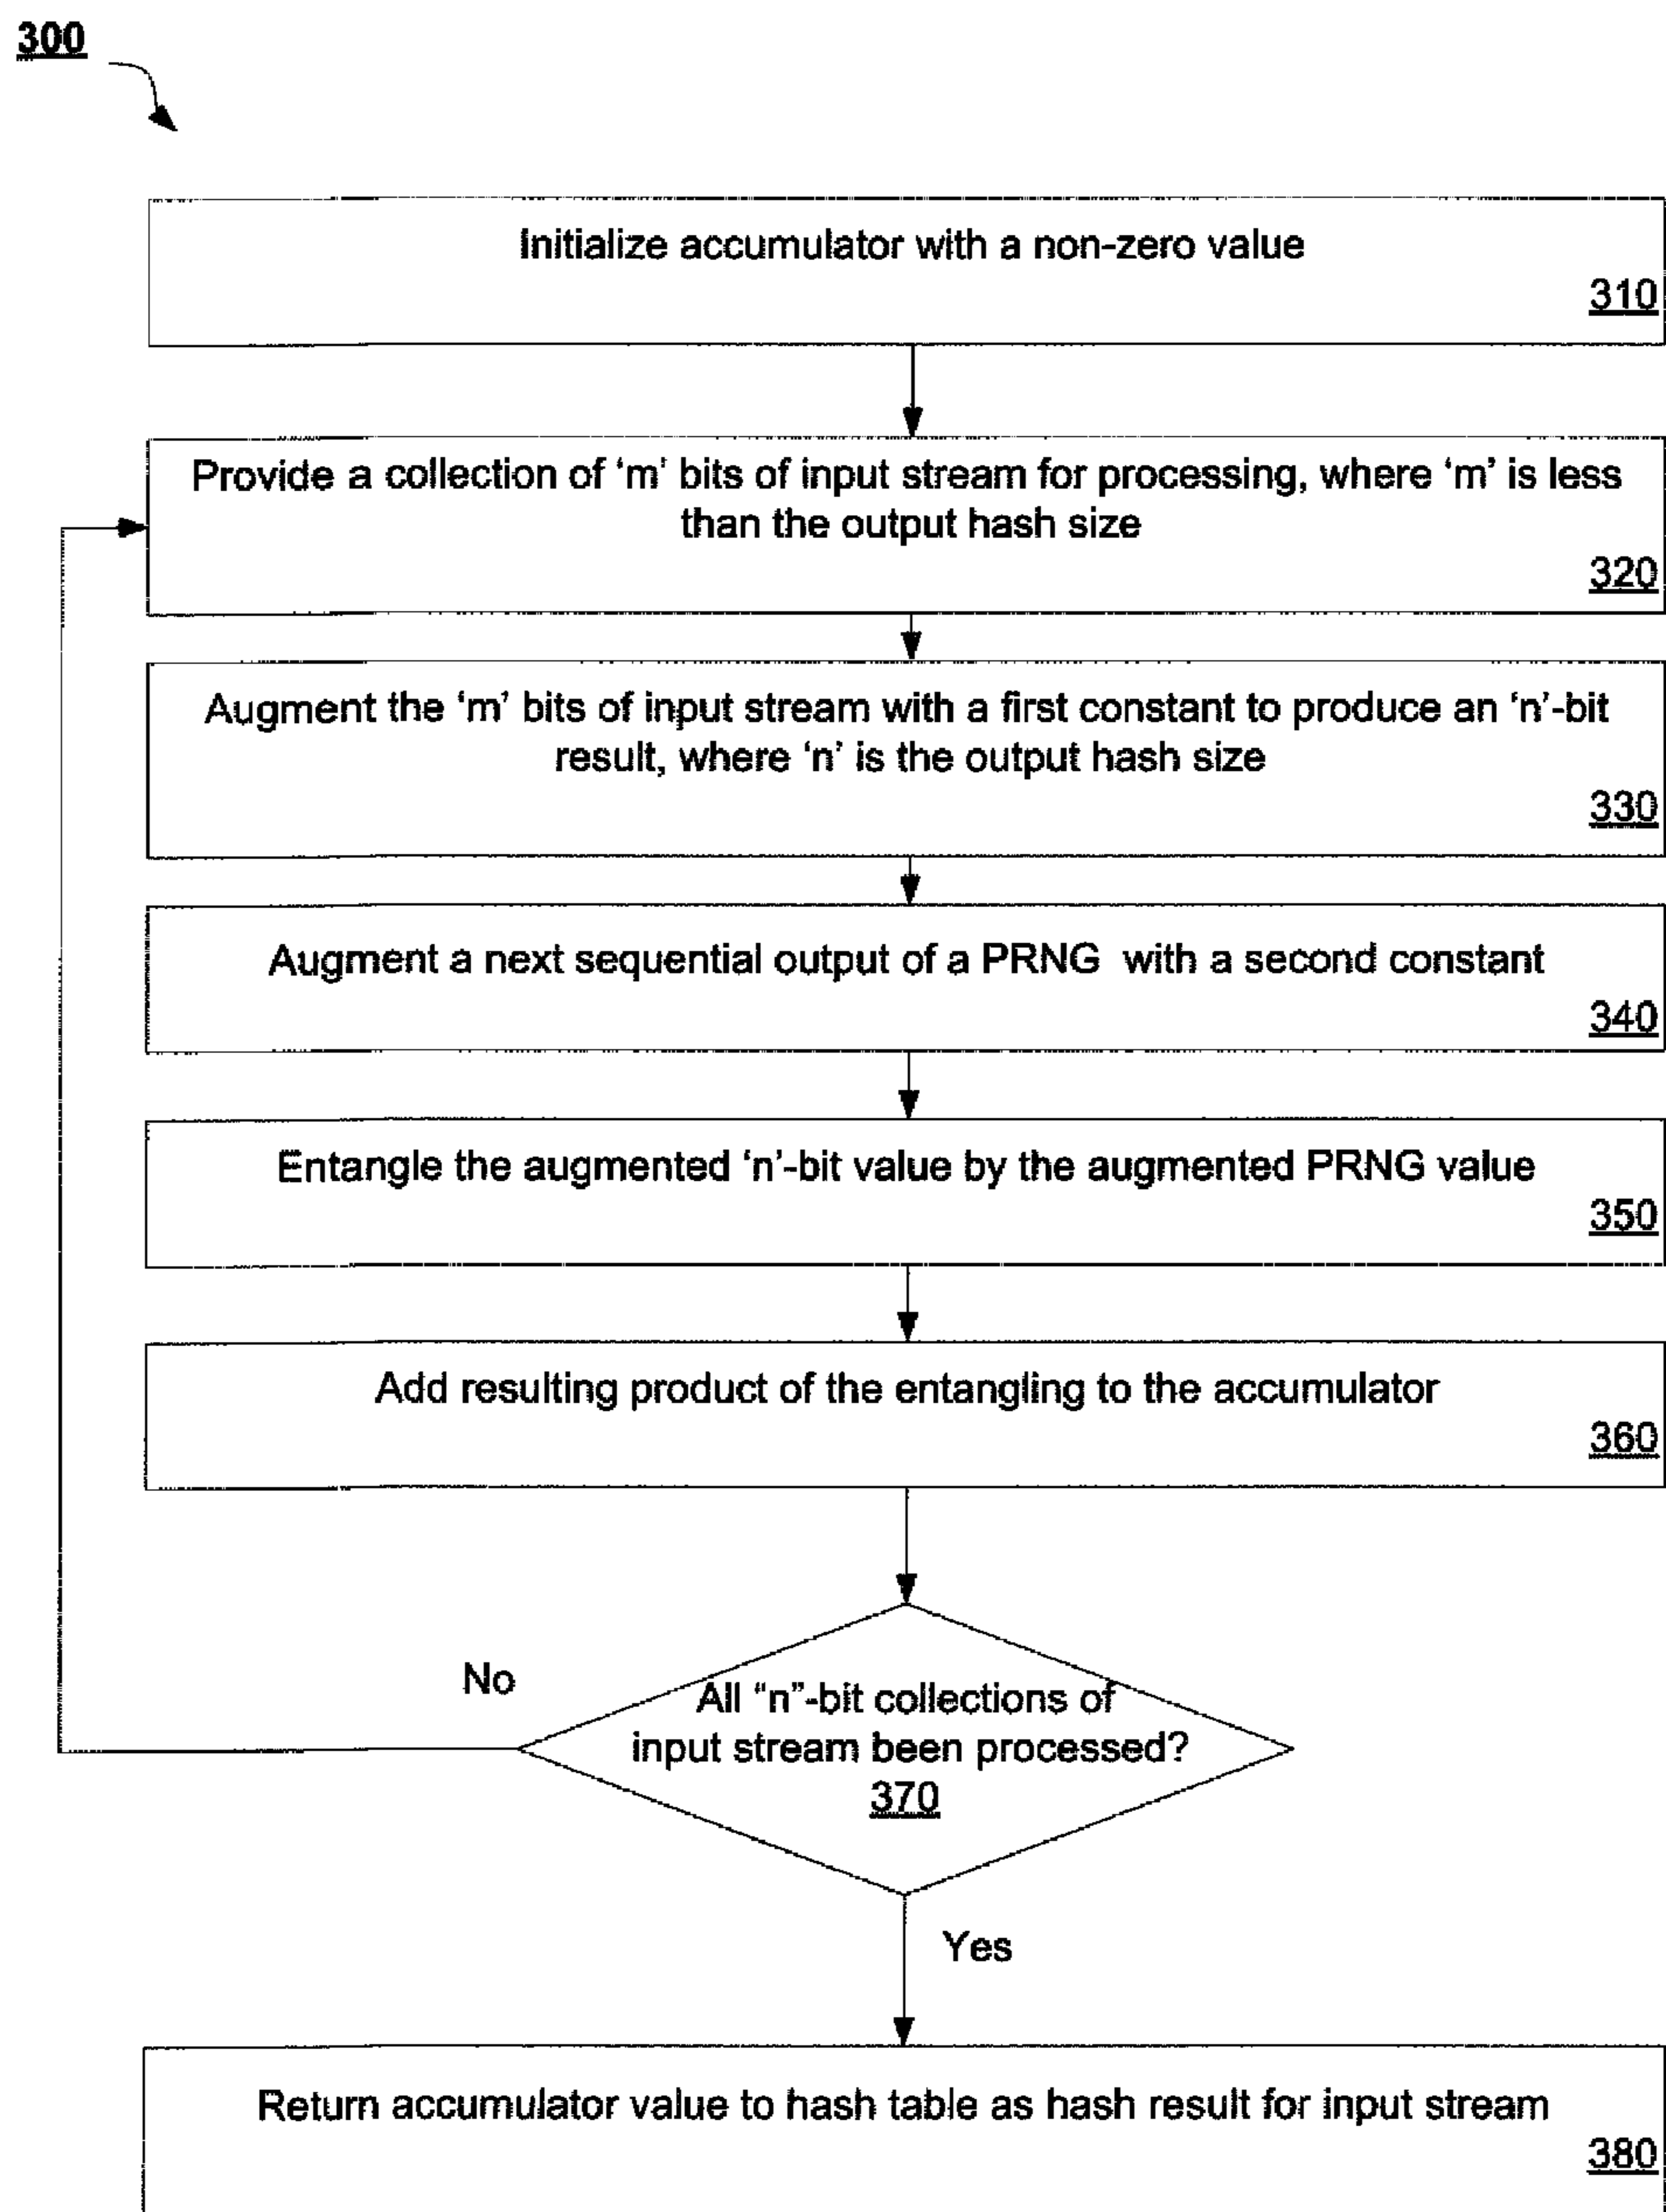 300
Initialize accumulator with a non-zero value
310
Provide a collection of ‘m’ bits of input stream for processing, where ‘m’ is less
than the output hash size
320
Augment the ‘m’ bits of input stream with a first constant to produce an ‘n’-bit
result, where ‘n’ is the output hash size
330
Augment a next sequential output of a PRNG with a second constant
340
Entangle the augmented ‘n’-bit value by the augmented PRNG value
350
Add resulting product of the entangling to the accumulator
360
No
All “n”-bit collections of
input stream been processed?
370
Yes
Return accumulator value to hash table as hash result for input stream
380